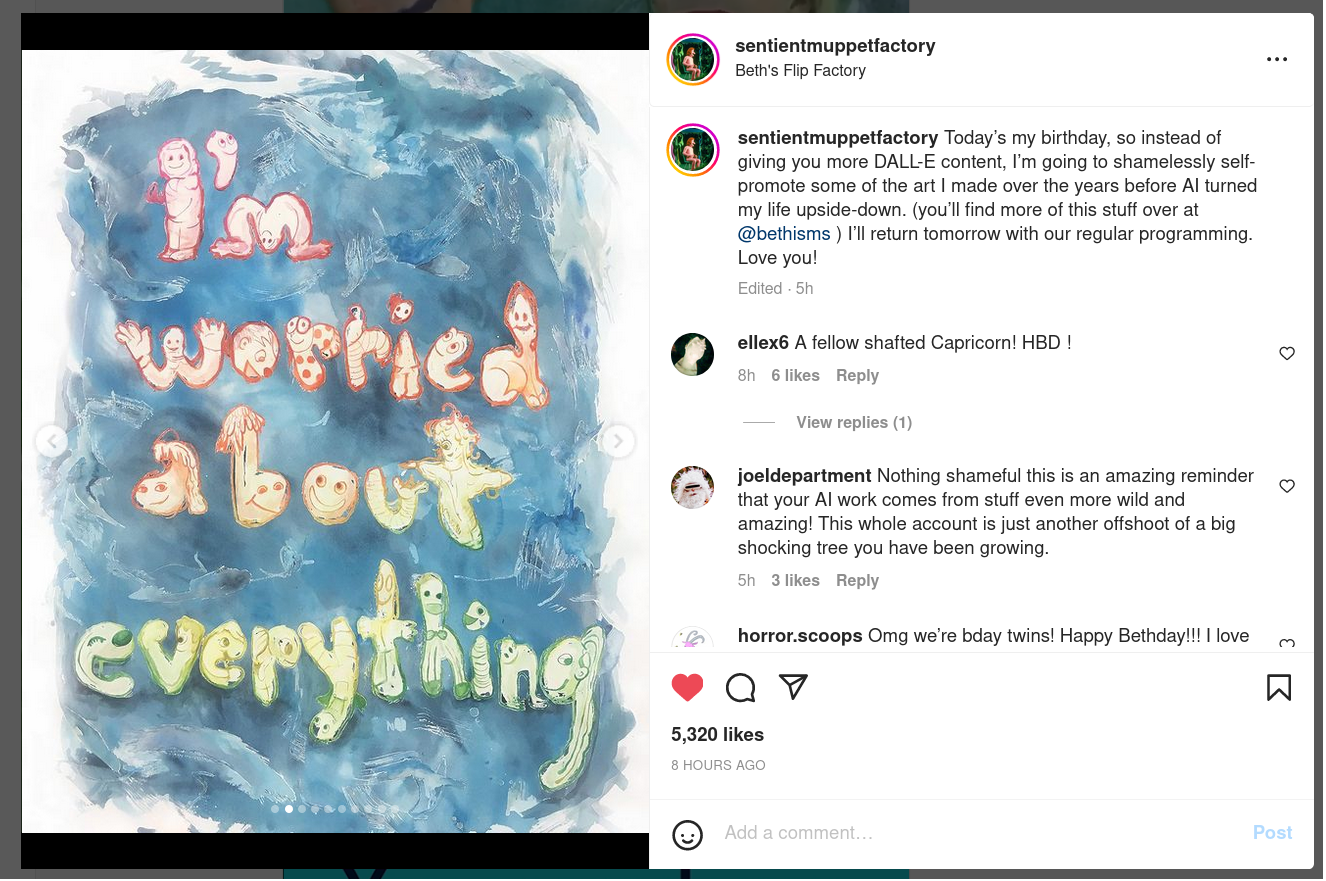 I'm
worried
about
everything
sentientmuppetfactory
Beth's Flip Factory
sentientmuppetfactory Today’s my birthday, so instead of
giving you more DALL-E content, I’m going to shamelessly self-
promote some of the art I made over the years before AI turned
my life upside-down. (you’ll find more of this stuff over at
@bethisms ) I’ll return tomorrow with our regular programming.
Love you!
Edited · 5h
ellex6 A fellow shafted Capricorn! HBD !
8h 6 likes Reply
View replies (1)
joeldepartment Nothing shameful this is an amazing reminder
that your AI work comes from stuff even more wild and
amazing! This whole account is just another offshoot of a big
shocking tree you have been growing.
5h 3 likes Reply
horror.scoops Omg we’re bday twins! Happy Bethday!!! I love
5,320 likes
8 HOURS AGO
Add a comment…
Post